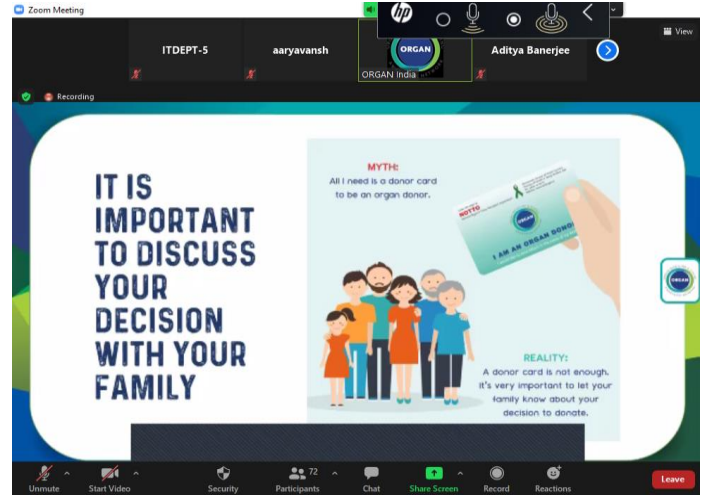 Zoom Meeting
hp
View
ITDEPT-5
aaryavansh
ORGAN
ORGAN India
Aditya Banerjee
Recording
IT IS
IMPORTANT
TO DISCUSS
YOUR
DECISION
WITH YOUR
FAMILY
MYTH:
All I need is a donor card
to be an organ donor.
NOTTO
ORGAN
I AM AN ORGAN DONO
REALITY:
A donor card is not enough.
It's very important to let your
family know about your
decision to donate.
ORGAN
Unmute
Start Video
Security
72
Participants
Chat
Share Screen
Record
Reactions
Leave